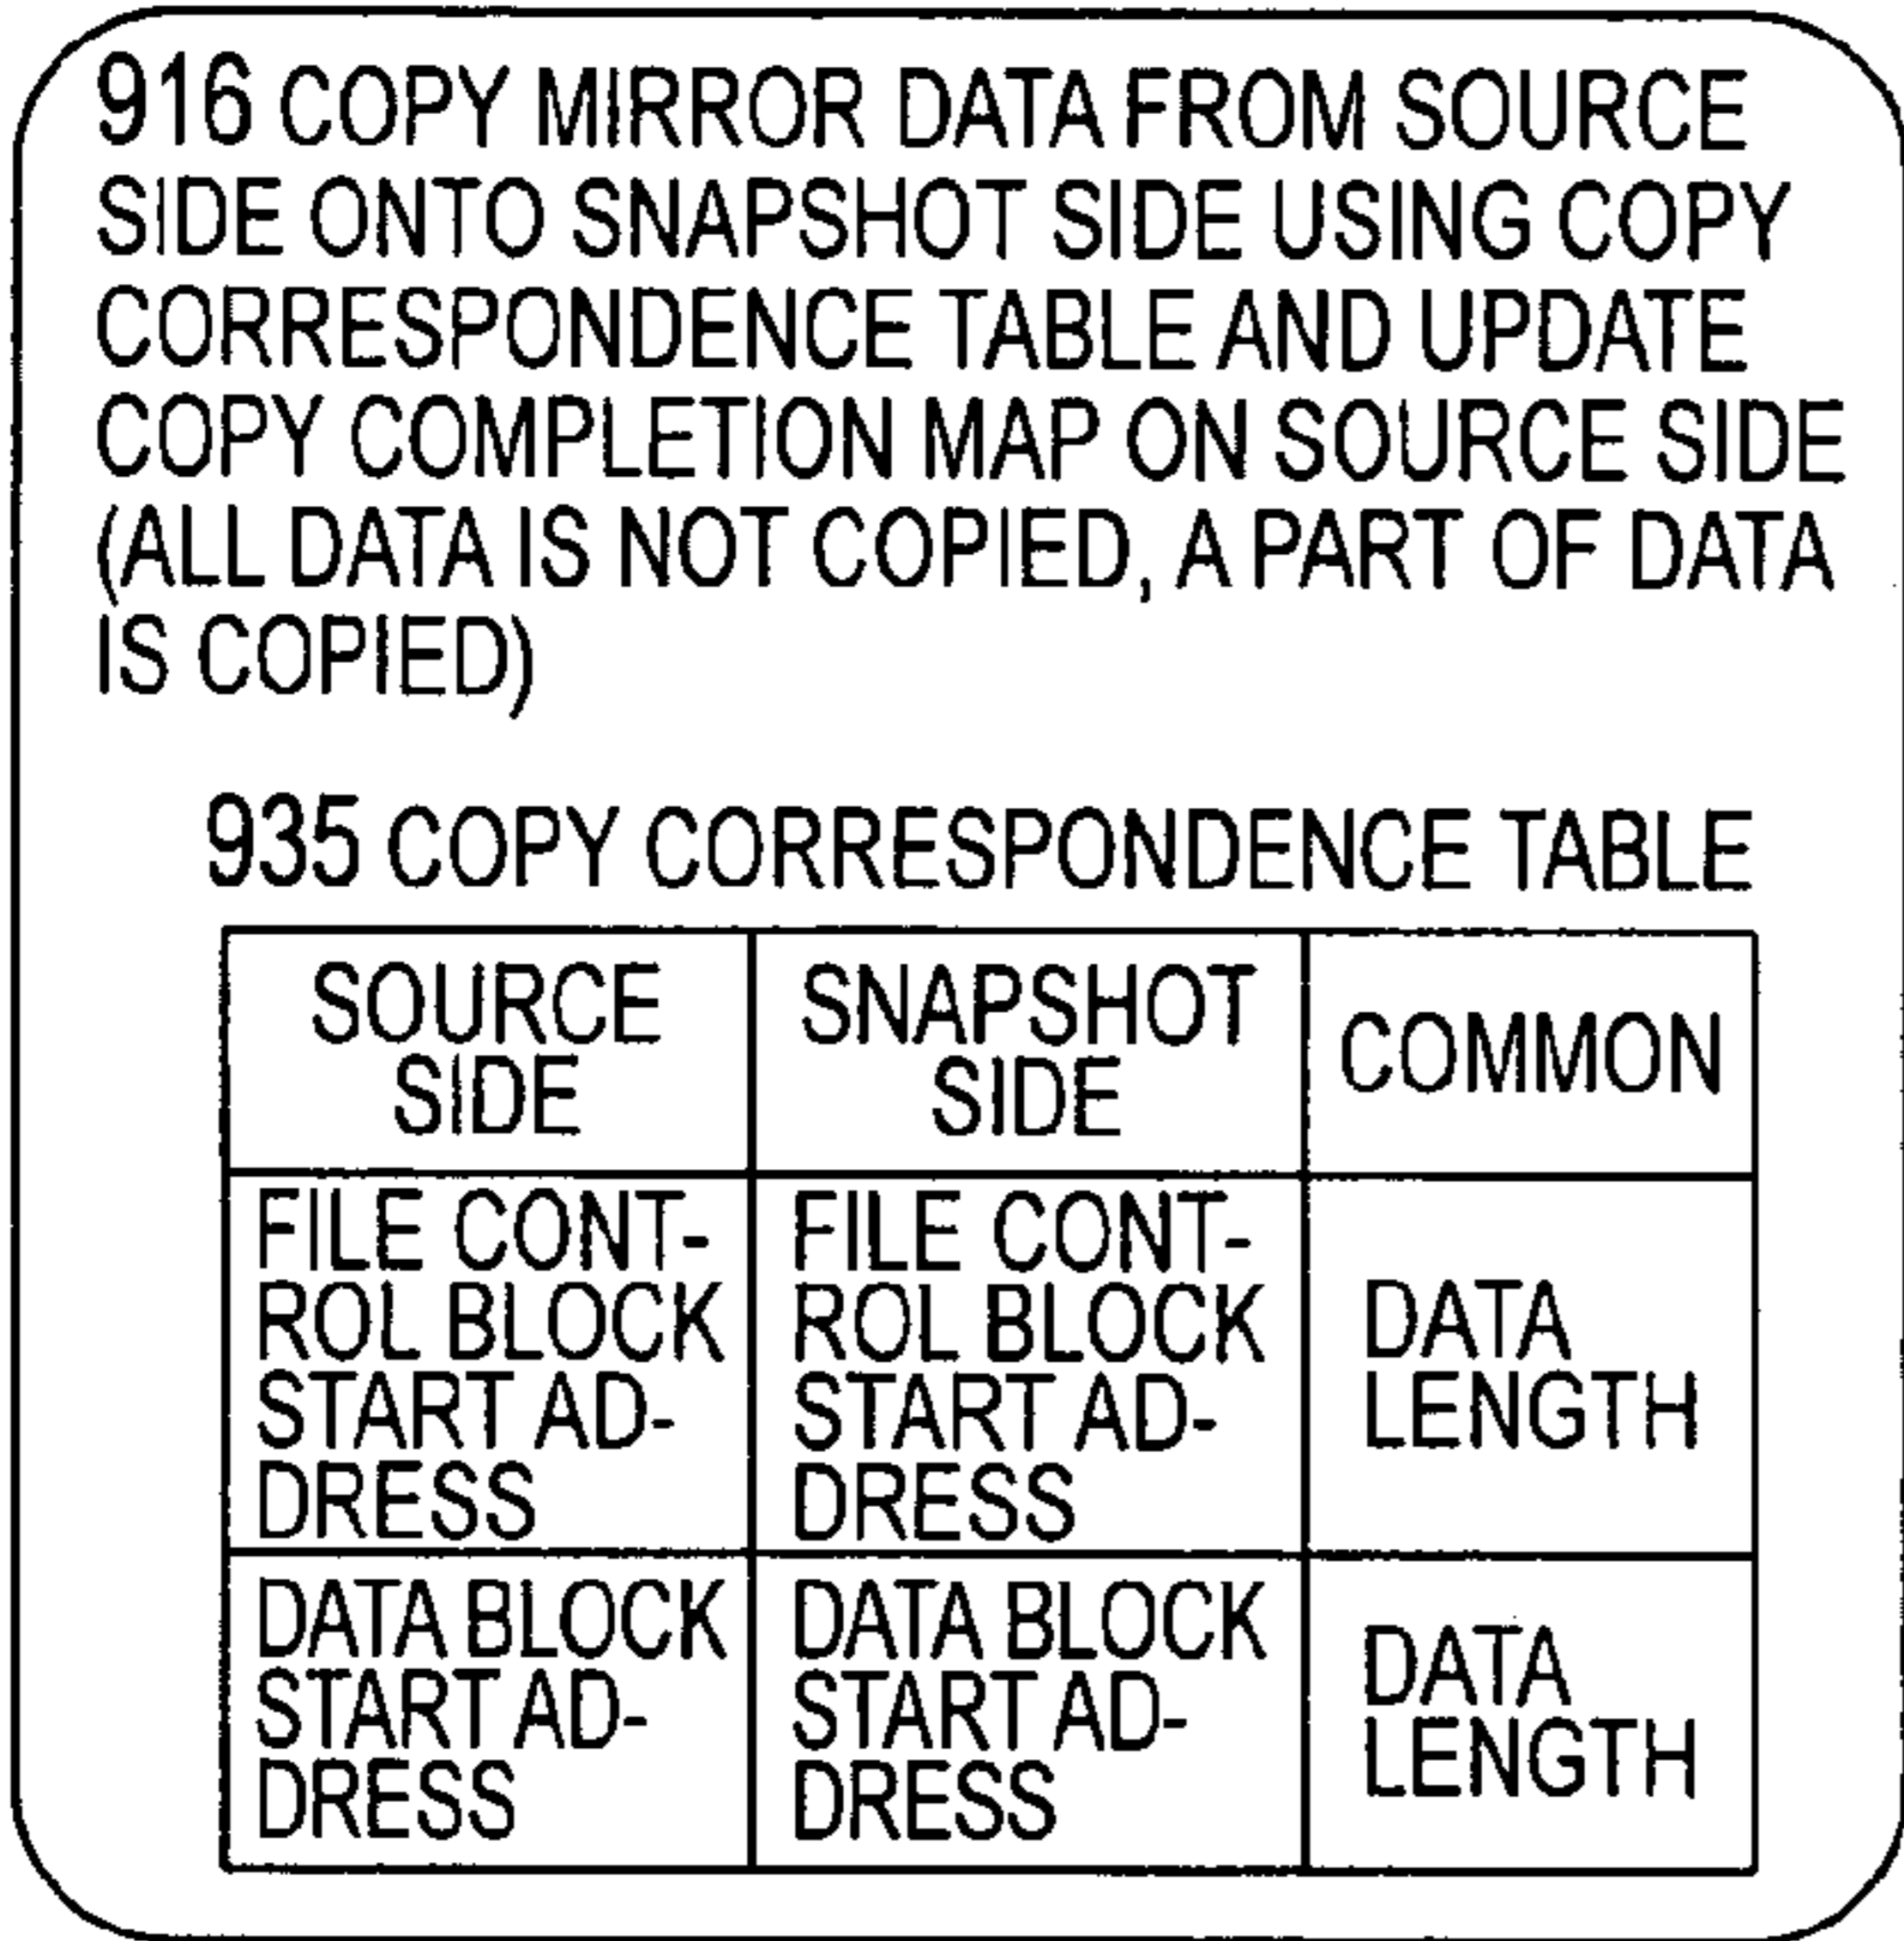 916 COPY MIRROR DATA FROM SOURCE
SIDE ONTO SNAPSHOT SIDE USING COPY
CORRESPONDENCE TABLE AND UPDATE
COPY COMPLETION MAP ON SOURCE SIDE
(ALL DATA IS NOT COPIED, A PART OF DATA
IS COPIED)
935 COPY CORRESPONDENCE TABLE
SOURCE
SIDE
SNAPSHOT
SIDE
COMMON
FILE CONT-
ROL BLOCK
START AD-
DRESS
FILE CONT-
ROL BLOCK
START AD-
DRESS
DATA
LENGTH
DATA BLOCK
START AD-
DRESS
DATA BLOCK
START AD-
DRESS
DATA
LENGTH